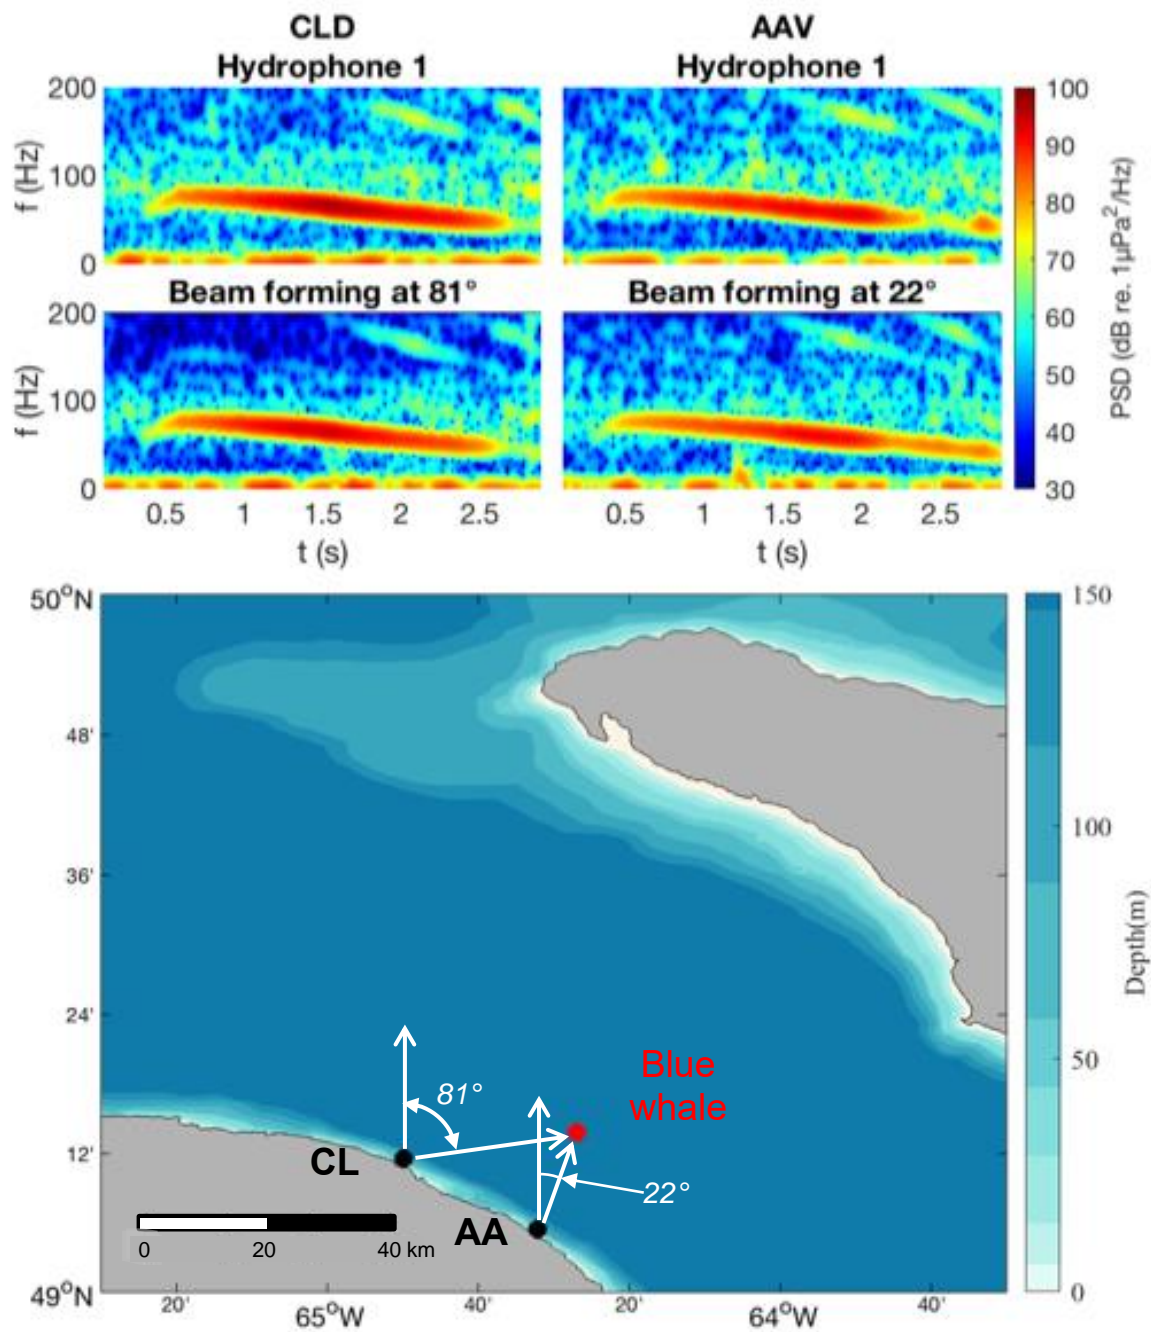 CLD AAV
Hydrophone 1 Hydrophone 1
200
100
0
f (Hz)
Beam forming at 81° Beam forming at 22°
200
100
0
f (Hz)
0.5 1 1.5 2 2.5 0.5 1 1.5 2 2.5
t (s) t (s)
100
90
80
70
60
50
40
30
PSD (dB re. 1µPa²/Hz)
50°N
48'
36'
24'
12'
49°N
20' 65°W 40' 20' 64°W 40'
Blue
whale
81°
CL
22°
AA
0 20 40 km
150
100
50
0
Depth(m)